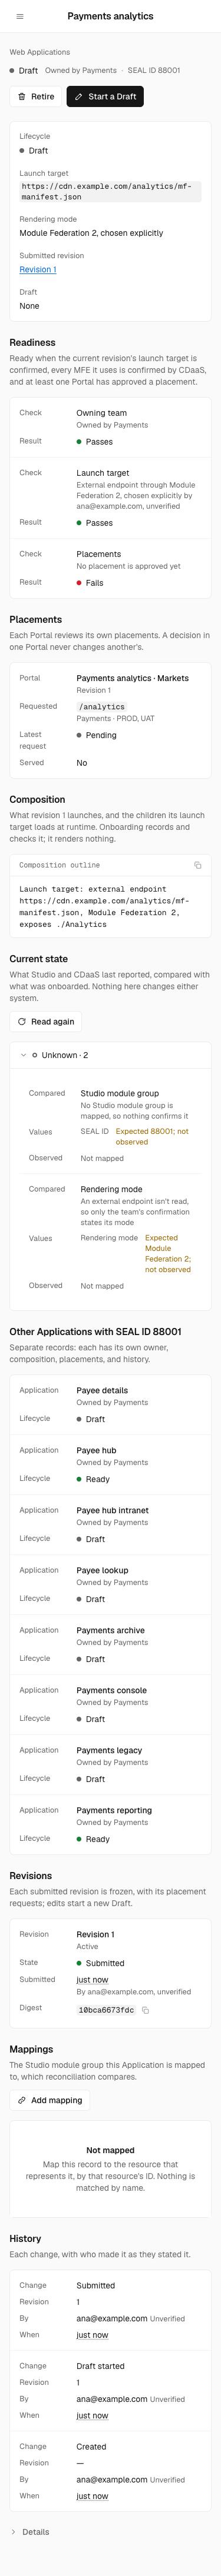 Payments analytics
Web Applications
Draft Owned by Payments · SEAL ID 88001
Retire Start a Draft
Lifecycle
Draft
Launch target
https://cdn.example.com/analytics/mf-
manifest.json
Rendering mode
Module Federation 2, chosen explicitly
Submitted revision
Revision 1
Draft
None
Readiness
Ready when the current revision's launch target is
confirmed, every MFE it uses is confirmed by CDaaS,
and at least one Portal has approved a placement.
Check Owning team
Owned by Payments
Result Passes
Check Launch target
External endpoint through Module
Federation 2, chosen explicitly by
ana@example.com, unverified
Result Passes
Check Placements
No placement is approved yet
Result Fails
Placements
Each Portal reviews its own placements. A decision in
one Portal never changes another's.
Portal Payments analytics · Markets
Revision 1
Requested /analytics
Payments · PROD, UAT
Latest Pending
request
Served No
Composition
What revision 1 launches, and the children its launch
target loads at runtime. Onboarding records and
checks it; it renders nothing.
Composition outline
Launch target: external endpoint
https://cdn.example.com/analytics/mf-
manifest.json, Module Federation 2,
exposes ./Analytics
Current state
What Studio and CDaaS last reported, compared with
what was onboarded. Nothing here changes either
system.
Read again
Unknown · 2
Compared Studio module group
No Studio module group is
mapped, so nothing confirms it
Values SEAL ID Expected 88001; not
observed
Observed Not mapped
Compared Rendering mode
An external endpoint isn't read,
so only the team's confirmation
states its mode
Values Rendering mode Expected
Module
Federation 2;
not observed
Observed Not mapped
Other Applications with SEAL ID 88001
Separate records: each has its own owner,
composition, placements, and history.
Application Payee details
Owned by Payments
Lifecycle Draft
Application Payee hub
Owned by Payments
Lifecycle Ready
Application Payee hub intranet
Owned by Payments
Lifecycle Draft
Application Payee lookup
Owned by Payments
Lifecycle Draft
Application Payments archive
Owned by Payments
Lifecycle Draft
Application Payments console
Owned by Payments
Lifecycle Draft
Application Payments legacy
Owned by Payments
Lifecycle Draft
Application Payments reporting
Owned by Payments
Lifecycle Ready
Revisions
Each submitted revision is frozen, with its placement
requests; edits start a new Draft.
Revision Revision 1
Active
State Submitted
Submitted just now
By ana@example.com, unverified
Digest 10bca6673fdc
Mappings
The Studio module group this Application is mapped
to, which reconciliation compares.
Add mapping
Not mapped
Map this record to the resource that
represents it, by that resource's ID. Nothing is
matched by name.
History
Each change, with who made it as they stated it.
Change Submitted
Revision 1
By ana@example.com Unverified
When just now
Change Draft started
Revision 1
By ana@example.com Unverified
When just now
Change Created
Revision —
By ana@example.com Unverified
When just now
Details